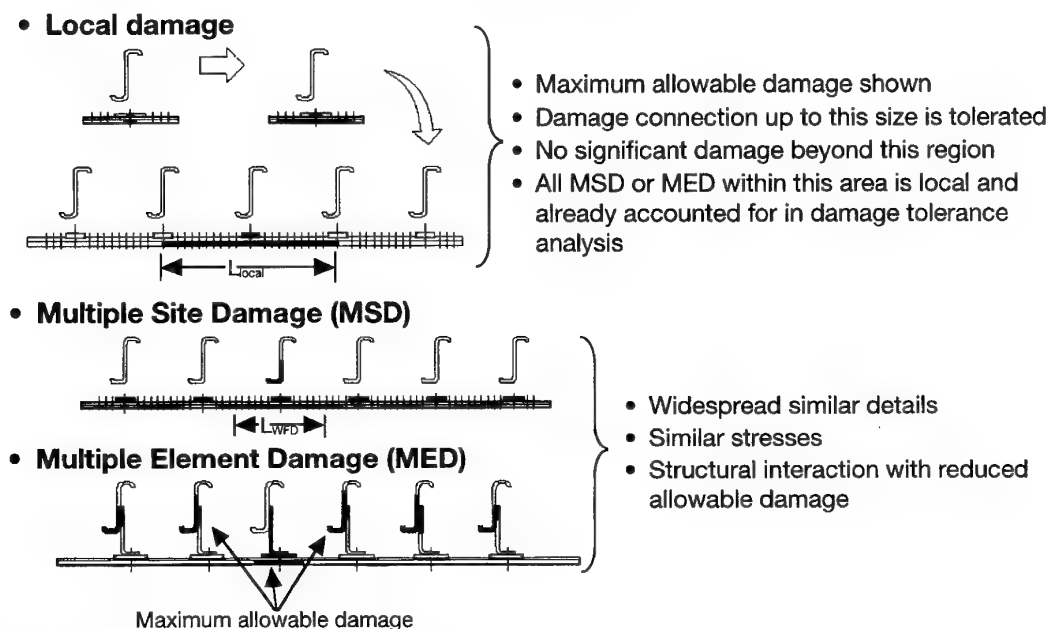 • Local damage
• Maximum allowable damage shown
• Damage connection up to this size is tolerated
• No significant damage beyond this region
• All MSD or MED within this area is local and
already accounted for in damage tolerance
analysis
Llocal
• Multiple Site Damage (MSD)
LWFD
• Multiple Element Damage (MED)
• Widespread similar details
• Similar stresses
• Structural interaction with reduced
allowable damage
Maximum allowable damage